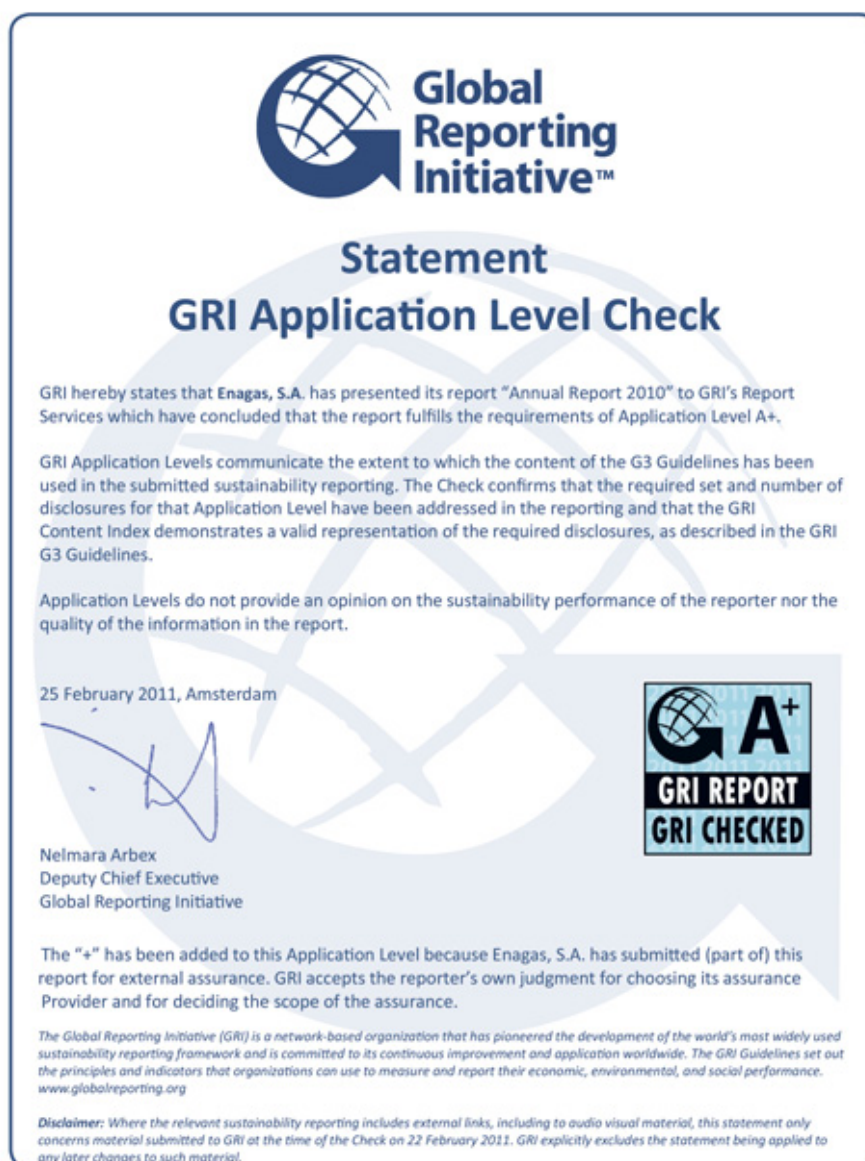 Global
Reporting
Initiative™
Statement
GRI Application Level Check
GRI hereby states that Enagas, S.A. has presented its report “Annual Report 2010” to GRI’s Report
Services which have concluded that the report fulfills the requirements of Application Level A+.
GRI Application Levels communicate the extent to which the content of the G3 Guidelines has been
used in the submitted sustainability reporting. The Check confirms that the required set and number of
disclosures for that Application Level have been addressed in the reporting and that the GRI
Content Index demonstrates a valid representation of the required disclosures, as described in the GRI
G3 Guidelines.
Application Levels do not provide an opinion on the sustainability performance of the reporter nor the
quality of the information in the report.
25 February 2011, Amsterdam
2011 2011 2011
A+
2011 2011 2011
GRI REPORT
GRI CHECKED
Nelmara Arbex
Deputy Chief Executive
Global Reporting Initiative
The “+” has been added to this Application Level because Enagas, S.A. has submitted (part of) this
report for external assurance. GRI accepts the reporter’s own judgment for choosing its assurance
Provider and for deciding the scope of the assurance.
The Global Reporting Initiative (GRI) is a network-based organization that has pioneered the development of the world’s most widely used
sustainability reporting framework and is committed to its continuous improvement and application worldwide. The GRI Guidelines set out
the principles and indicators that organizations can use to measure and report their economic, environmental, and social performance.
www.globalreporting.org
Disclaimer: Where the relevant sustainability reporting includes external links, including to audio visual material, this statement only
concerns material submitted to GRI at the time of the Check on 22 February 2011. GRI explicitly excludes the statement being applied to
any later changes to such material.